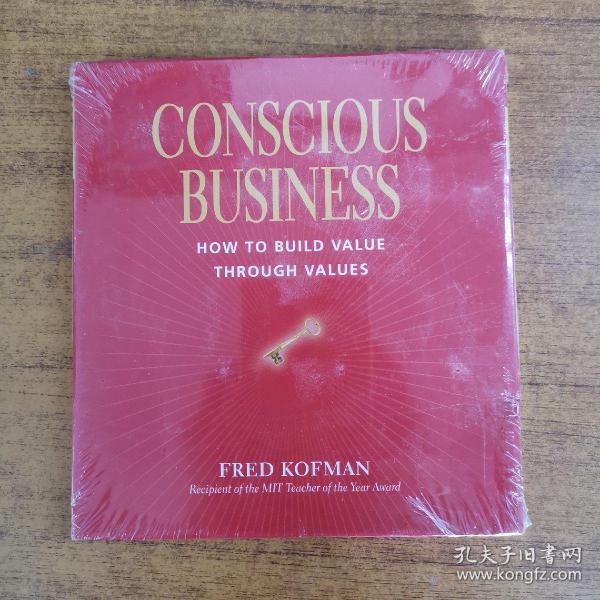 CONSCIOUS
BUSINESS
HOW TO BUILD VALUE
THROUGH VALUES
FRED KOFMAN
Recipient of the MIT Teacher of the Year Award
孔夫子旧书网
www.kongfz.com